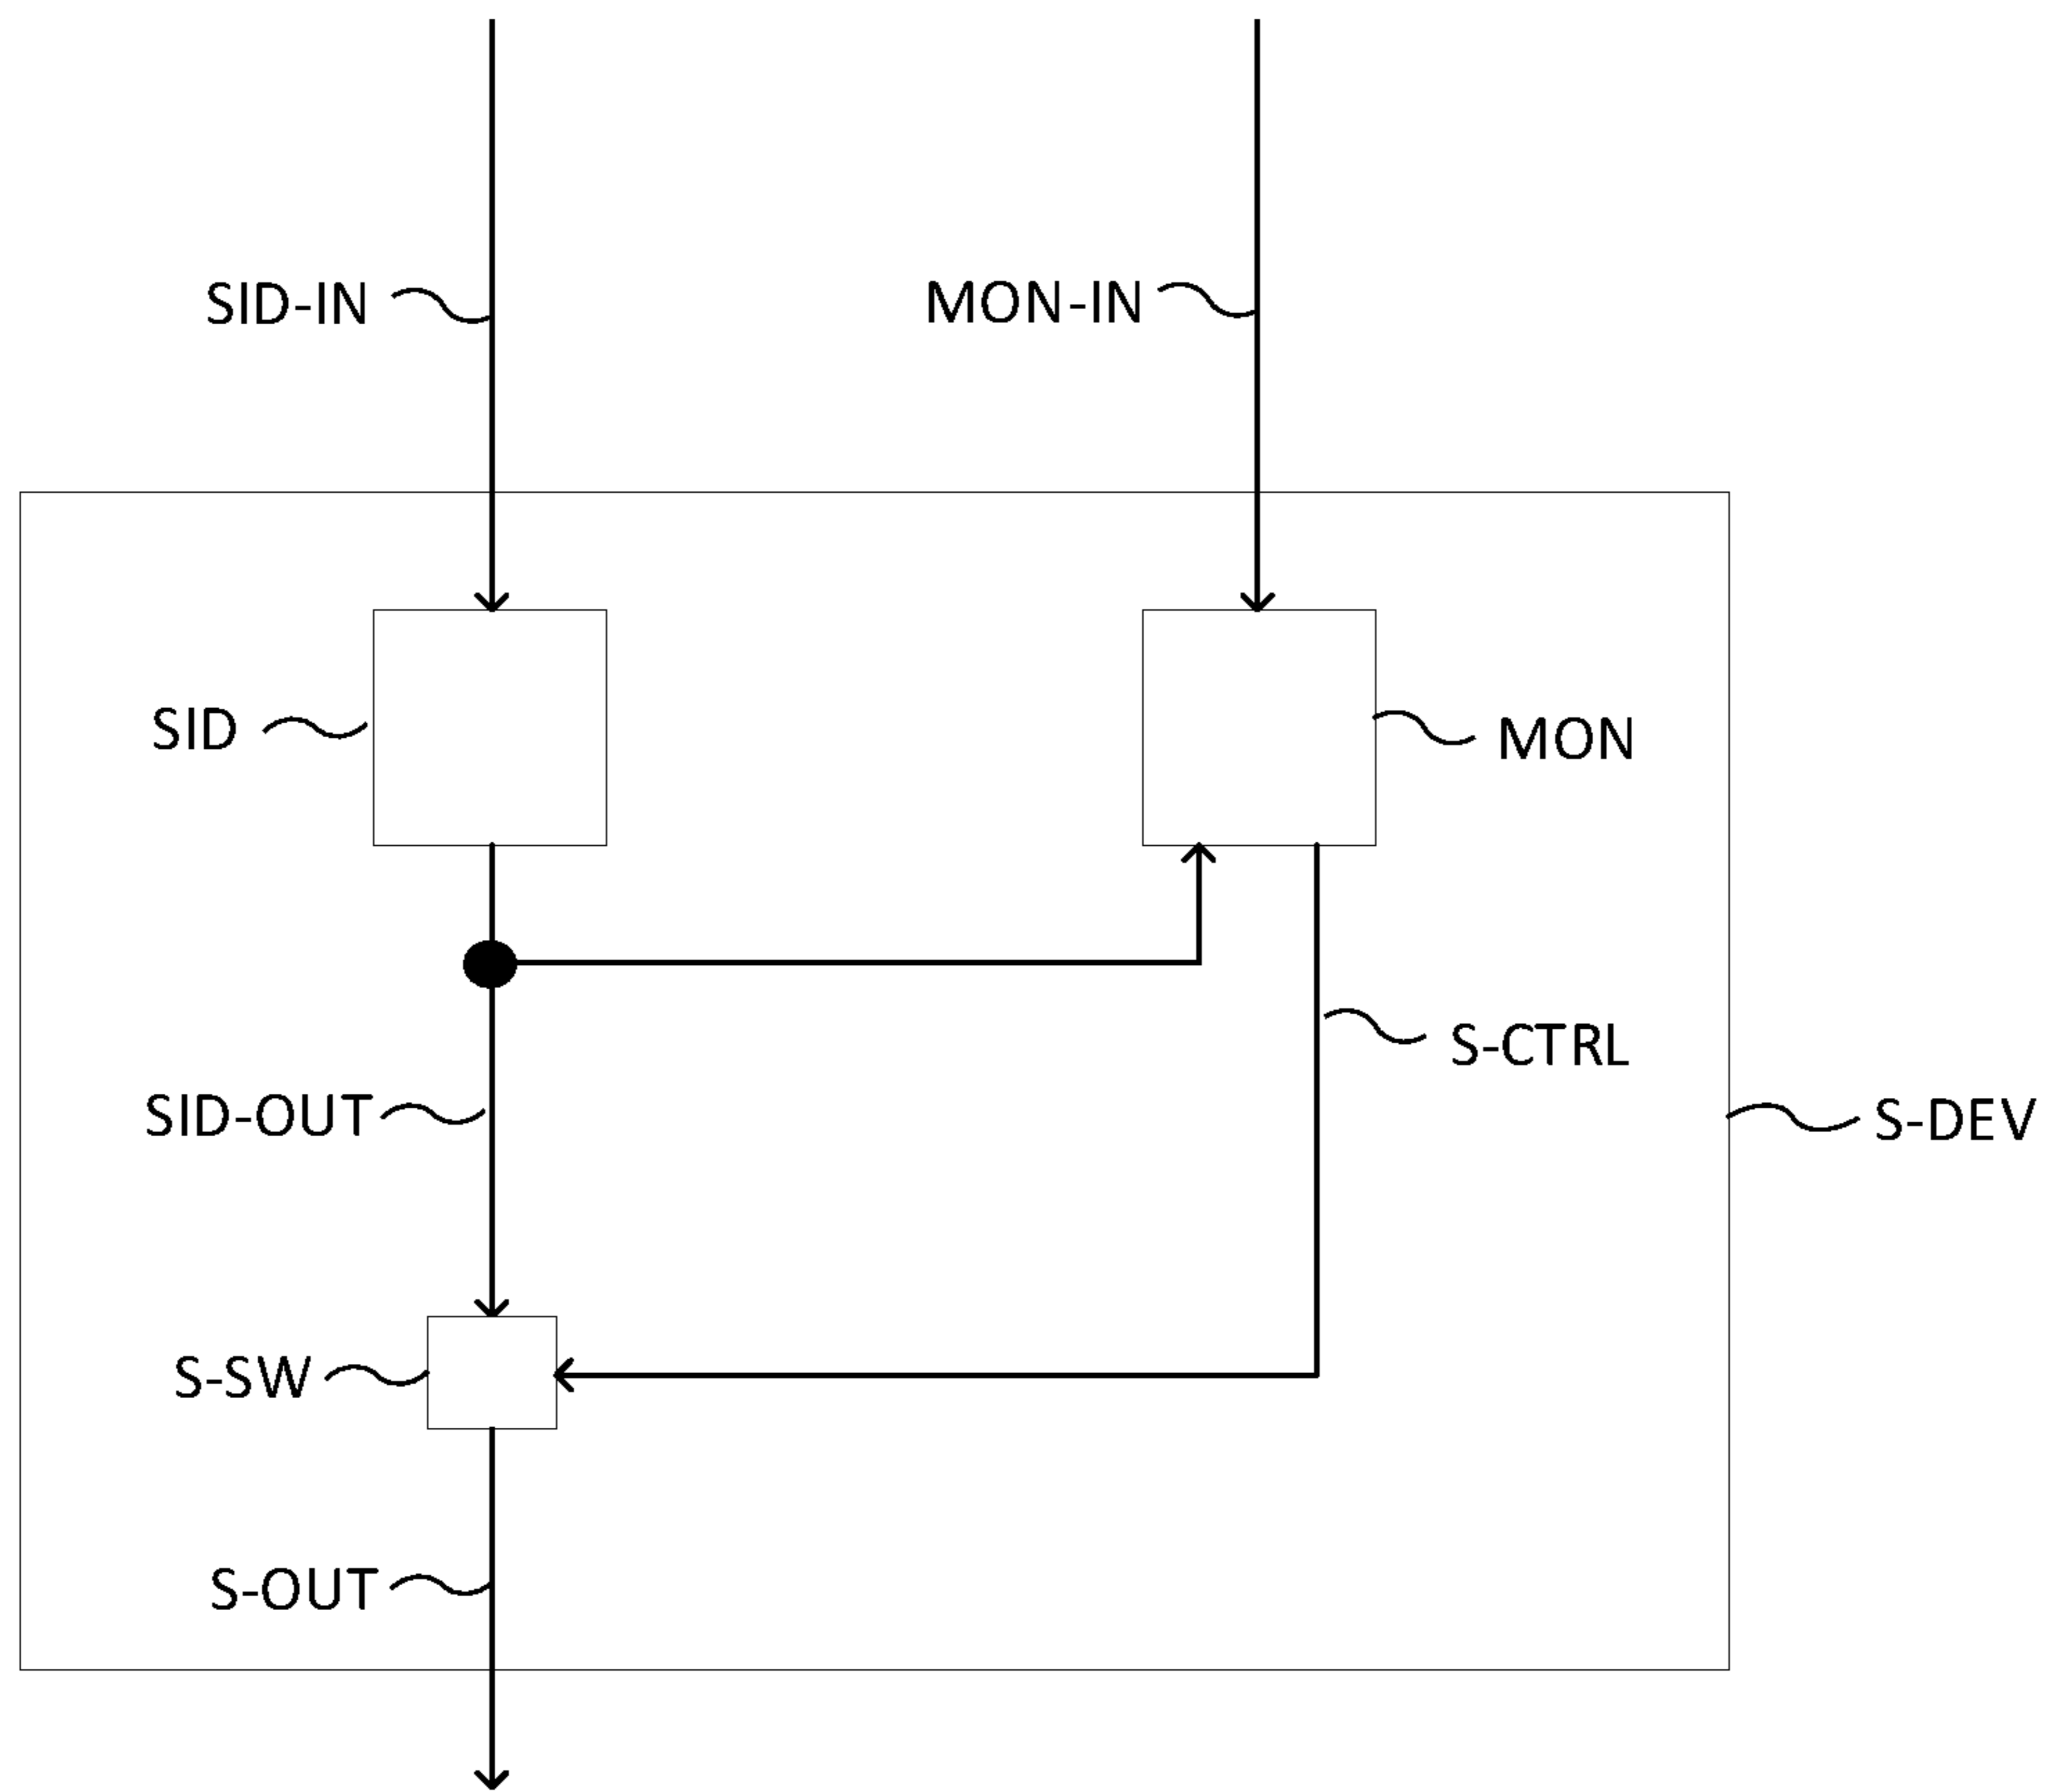 SID-IN
MON-IN
SID
MON
S-CTRL
SID-OUT
S-DEV
S-SW
S-OUT